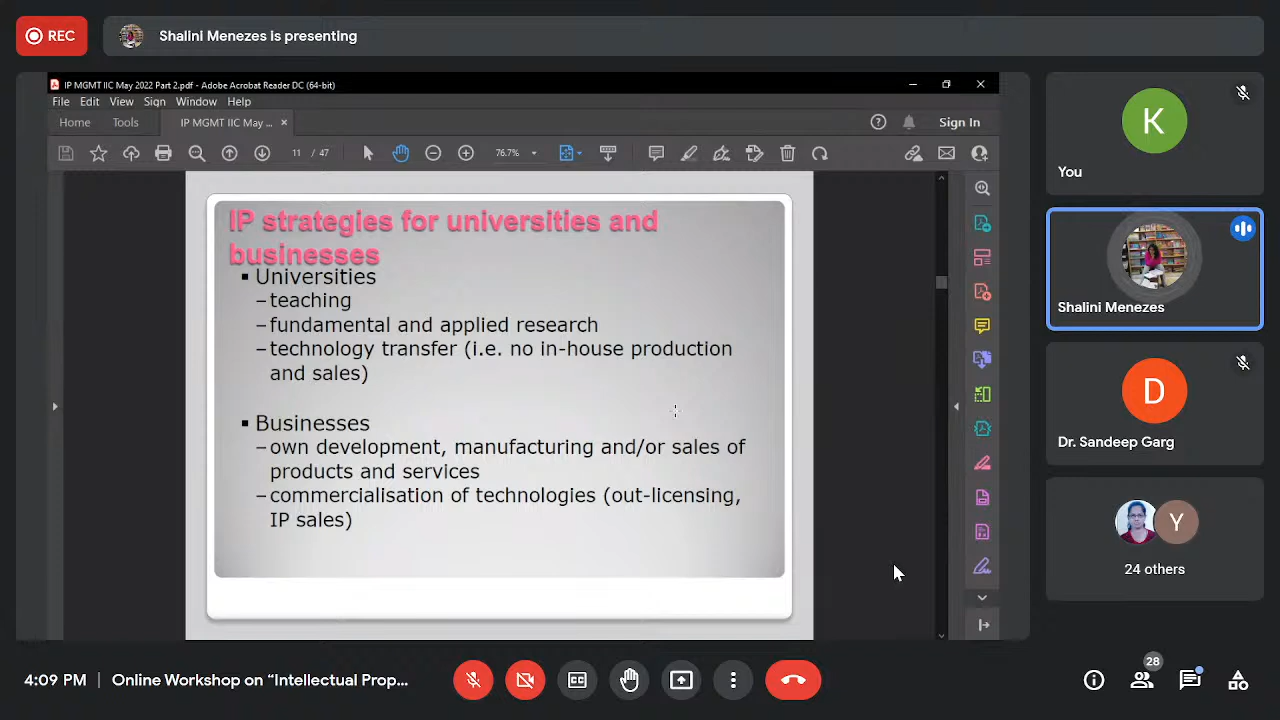 REC
Shalini Menezes is presenting
IP MGMT IIC May 2022 Part 2.pdf - Adobe Acrobat Reader DC (64-bit)
File Edit View Sign Window Help
Home Tools IP MGMT IIC May ... × Sign In
11 / 47 76.7%
IP strategies for universities and
businesses
▪ Universities
–teaching
–fundamental and applied research
–technology transfer (i.e. no in-house production
and sales)
▪ Businesses
–own development, manufacturing and/or sales of
products and services
–commercialisation of technologies (out-licensing,
IP sales)
K
You
Shalini Menezes
D
Dr. Sandeep Garg
Y
24 others
4:09 PM | Online Workshop on “Intellectual Prop...
28